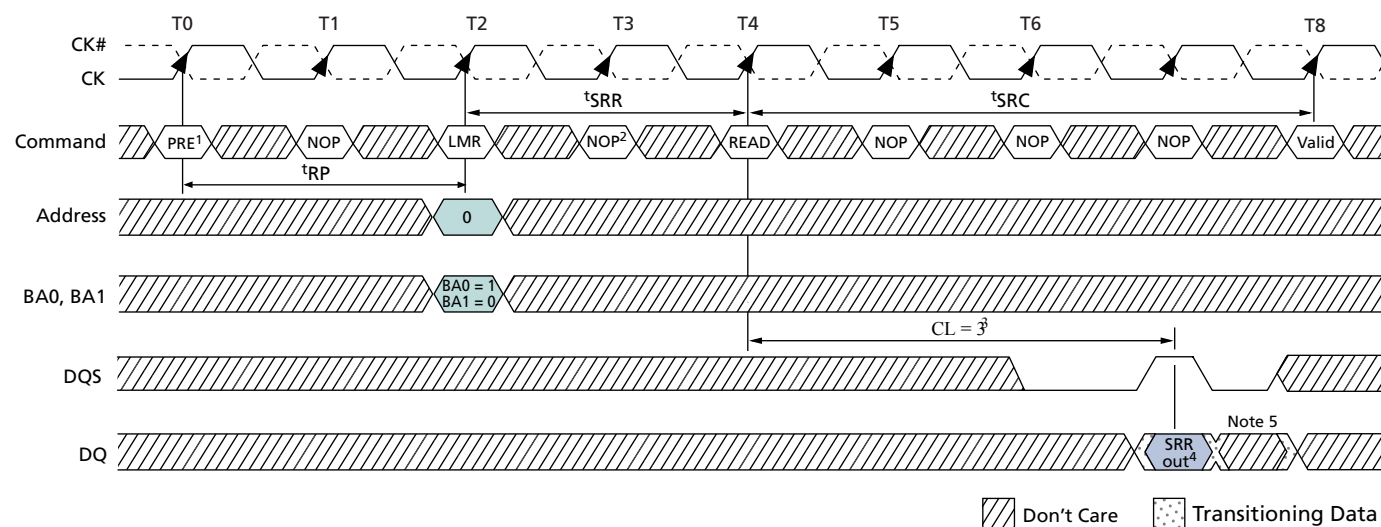 T0 T1 T2 T3 T4 T5 T6 T8
CK#
CK
tSRR tSRC
Command PRE1 NOP LMR NOP2 READ NOP NOP NOP Valid
tRP
Address 0
BA0, BA1 BA0 = 1
BA1 = 0
CL = 33
DQS
Note 5
DQ SRR
out4
Don't Care Transitioning Data